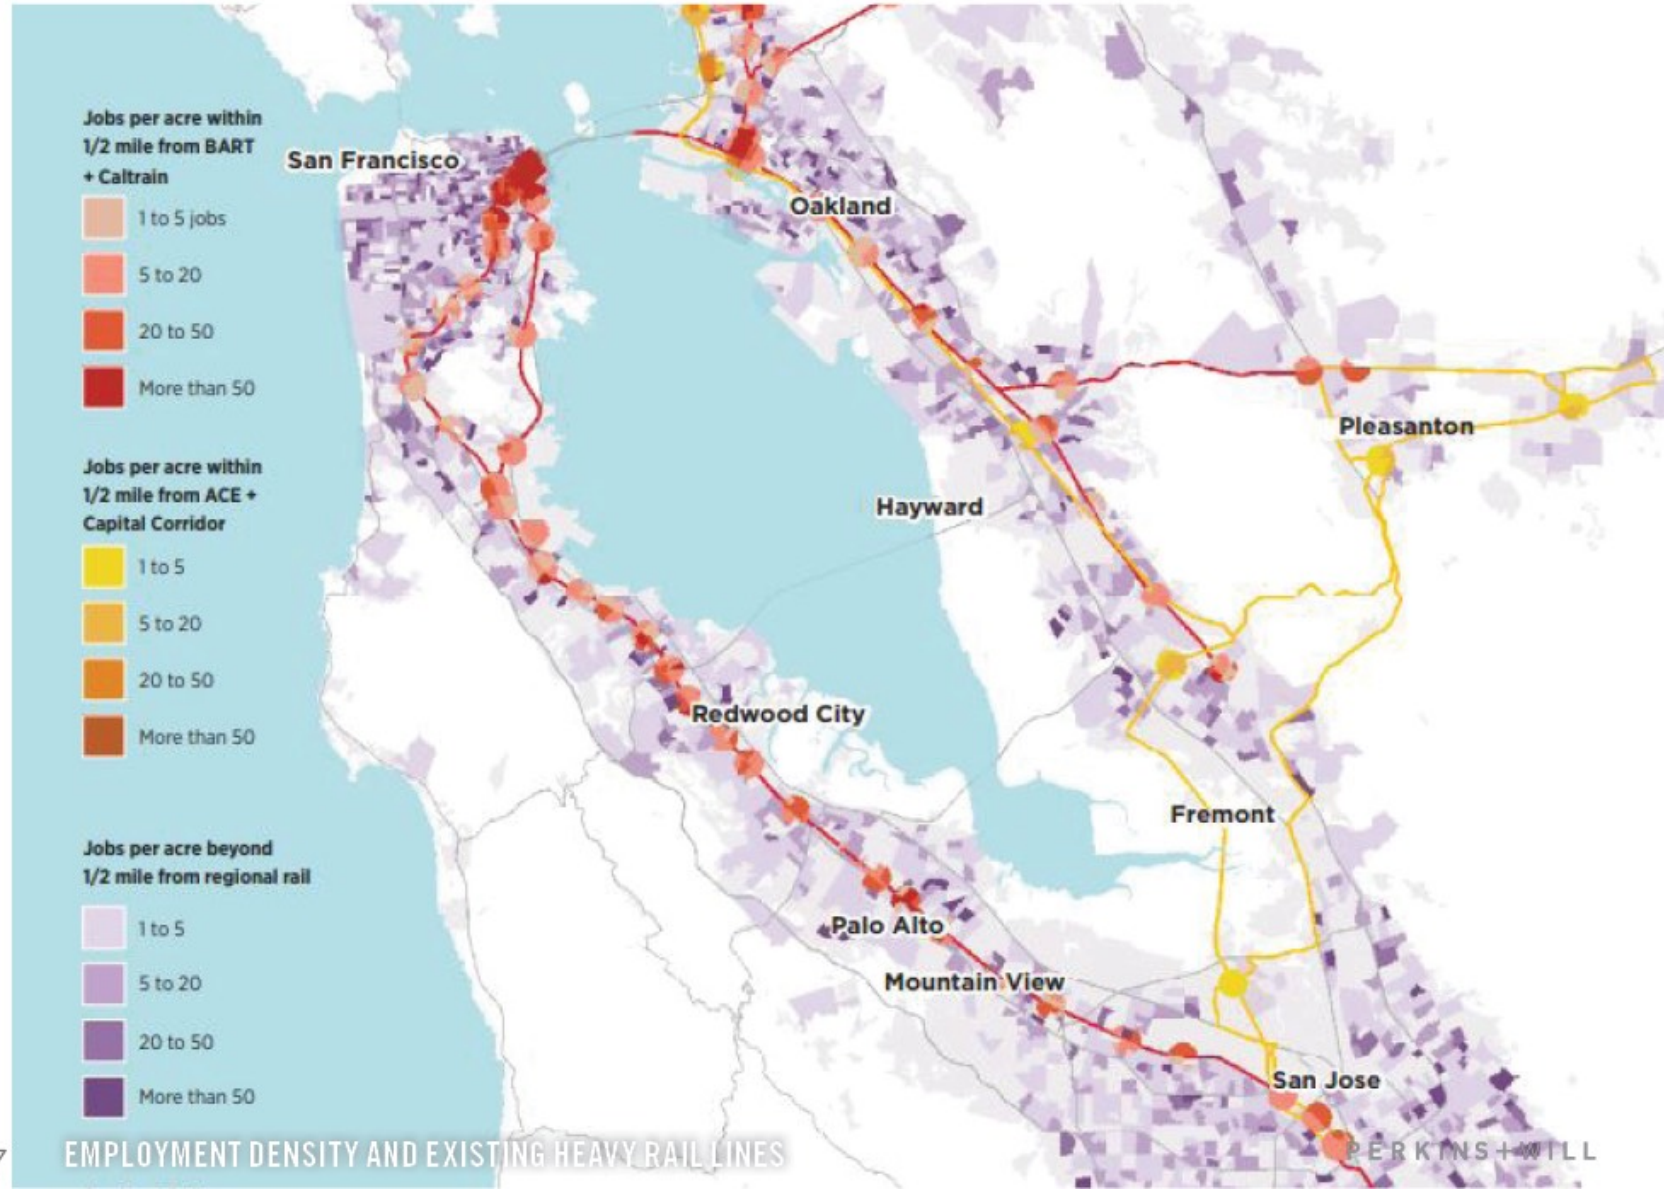 Jobs per acre within
1/2 mile from BART
+ Caltrain
1 to 5 jobs
5 to 20
20 to 50
More than 50
Jobs per acre within
1/2 mile from ACE +
Capital Corridor
1 to 5
5 to 20
20 to 50
More than 50
Jobs per acre beyond
1/2 mile from regional rail
1 to 5
5 to 20
20 to 50
More than 50
San Francisco
Oakland
Pleasanton
Hayward
Redwood City
Fremont
Palo Alto
Mountain View
San Jose
EMPLOYMENT DENSITY AND EXISTING HEAVY RAIL LINES
PERKINS+WILL